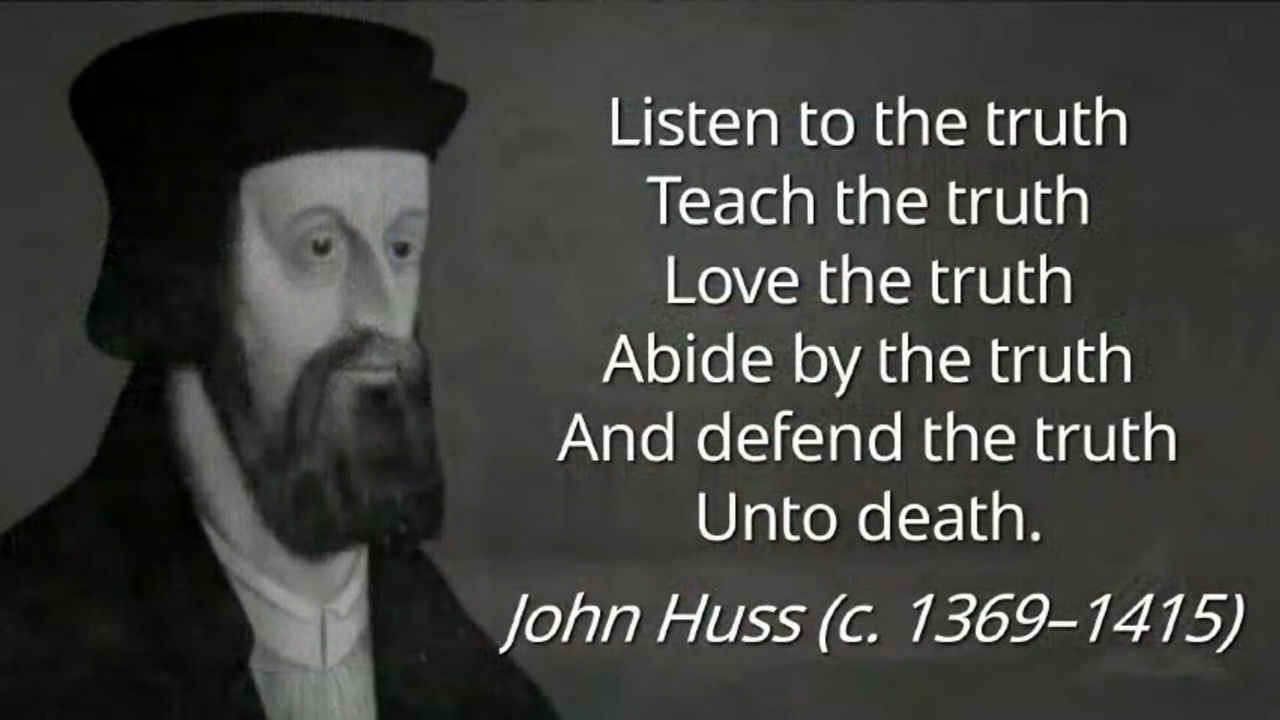 Listen to the truth
Teach the truth
Love the truth
Abide by the truth
And defend the truth
Unto death.
John Huss (c. 1369–1415)